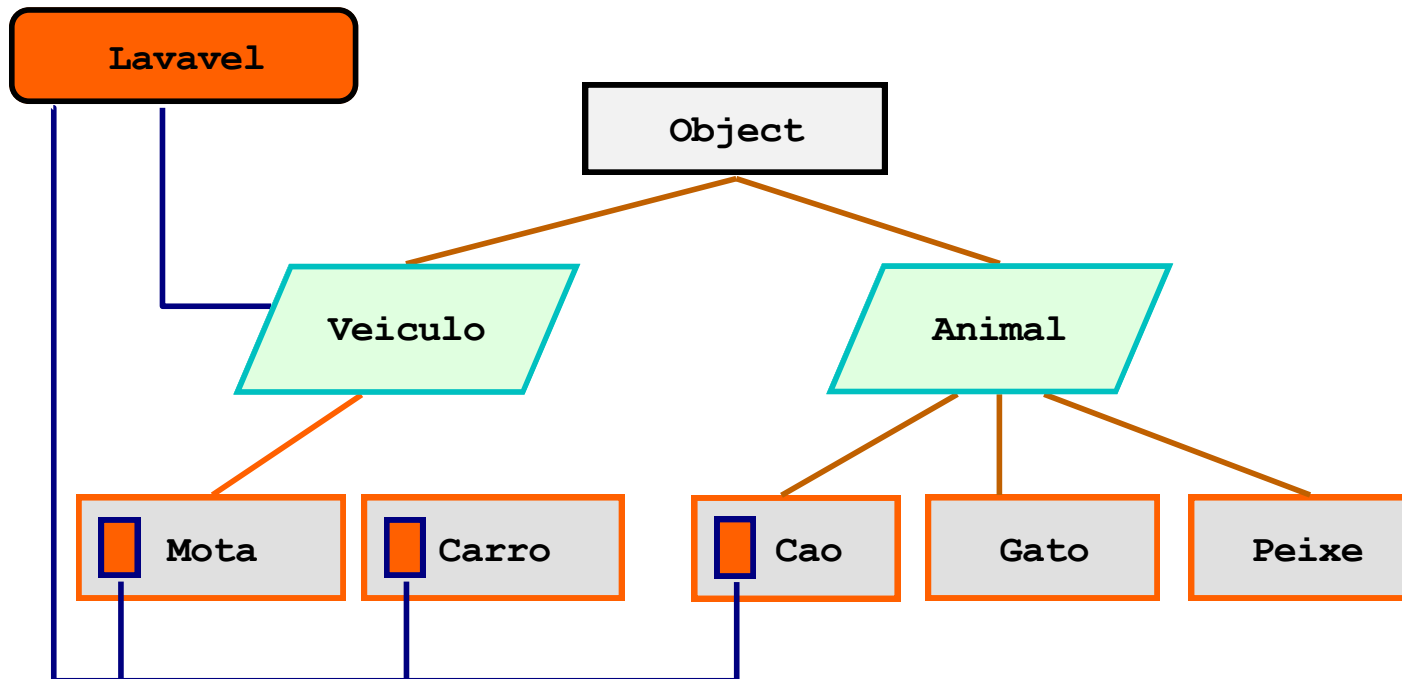 Lavavel
Object
Veiculo
Animal
Mota
Carro
Cao
Gato
Peixe